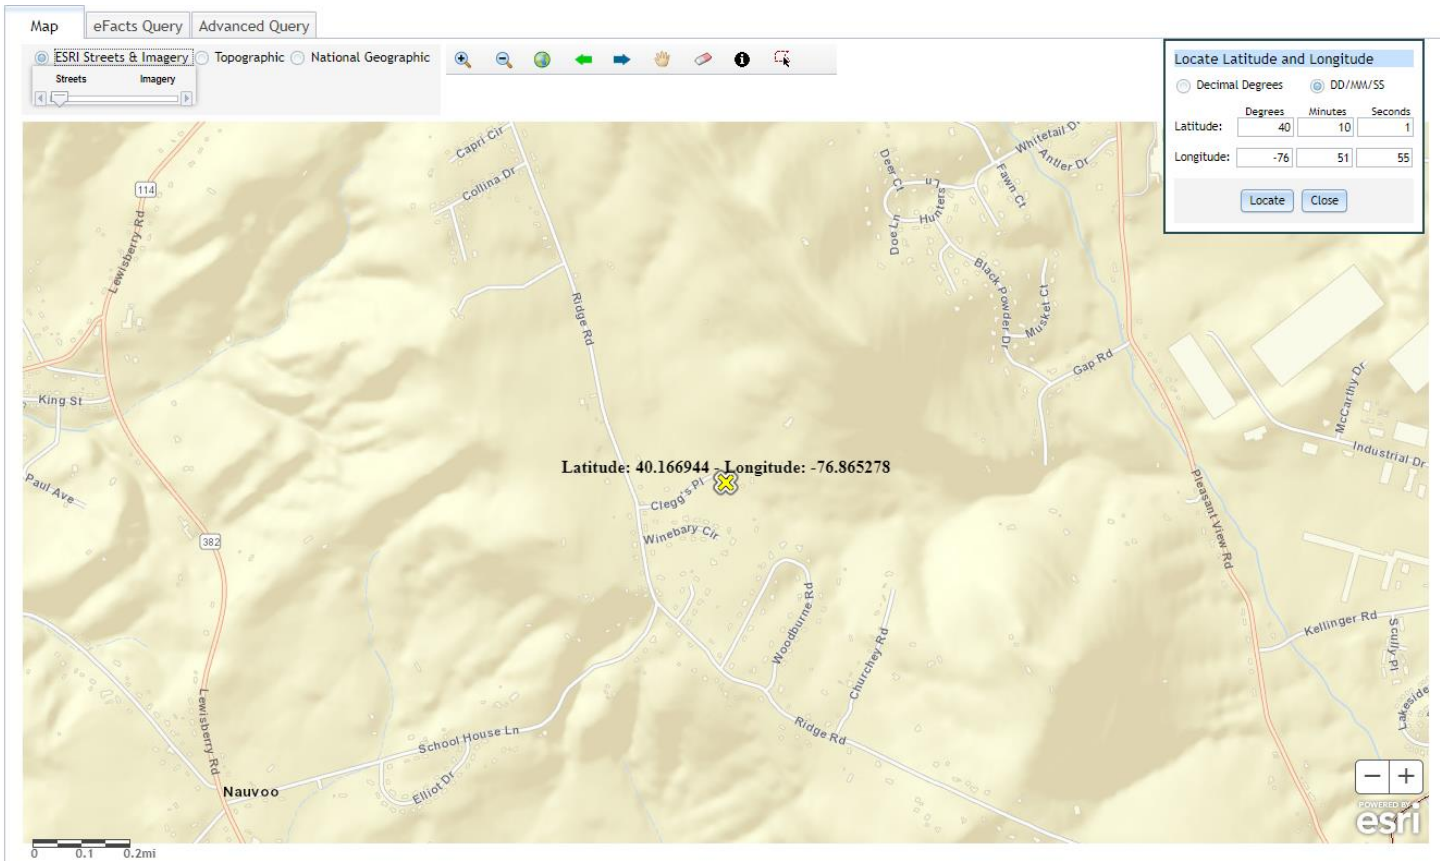 Map
eFacts Query
Advanced Query
ESRI Streets & Imagery
Topographic
National Geographic
Streets
Imagery
Locate Latitude and Longitude
Decimal Degrees
DD/MM/SS
Degrees Minutes Seconds
Latitude: 40 10 1
Longitude: -76 51 55
Locate
Close
Capri Cir
Collina Dr
114
Lewisberry Rd
Ridge Rd
Deer Ct
Doe Ln
Hunters Ln
Whitetail Dr
Antler Dr
Fawn Ct
Black Powder Dr
Musket Ct
Gap Rd
McCarthy Dr
Industrial Dr
King St
Paul Ave
382
Latitude: 40.166944 - Longitude: -76.865278
Clegg's Pl
Winebary Cir
Pleasant View Rd
Woodburne Rd
Churchey Rd
Kellinger Rd
Scully Pl
Lakeside
Lewisberry Rd
School House Ln
Elliot Dr
Ridge Rd
Nauvoo
0 0.1 0.2mi
POWERED BY
esri